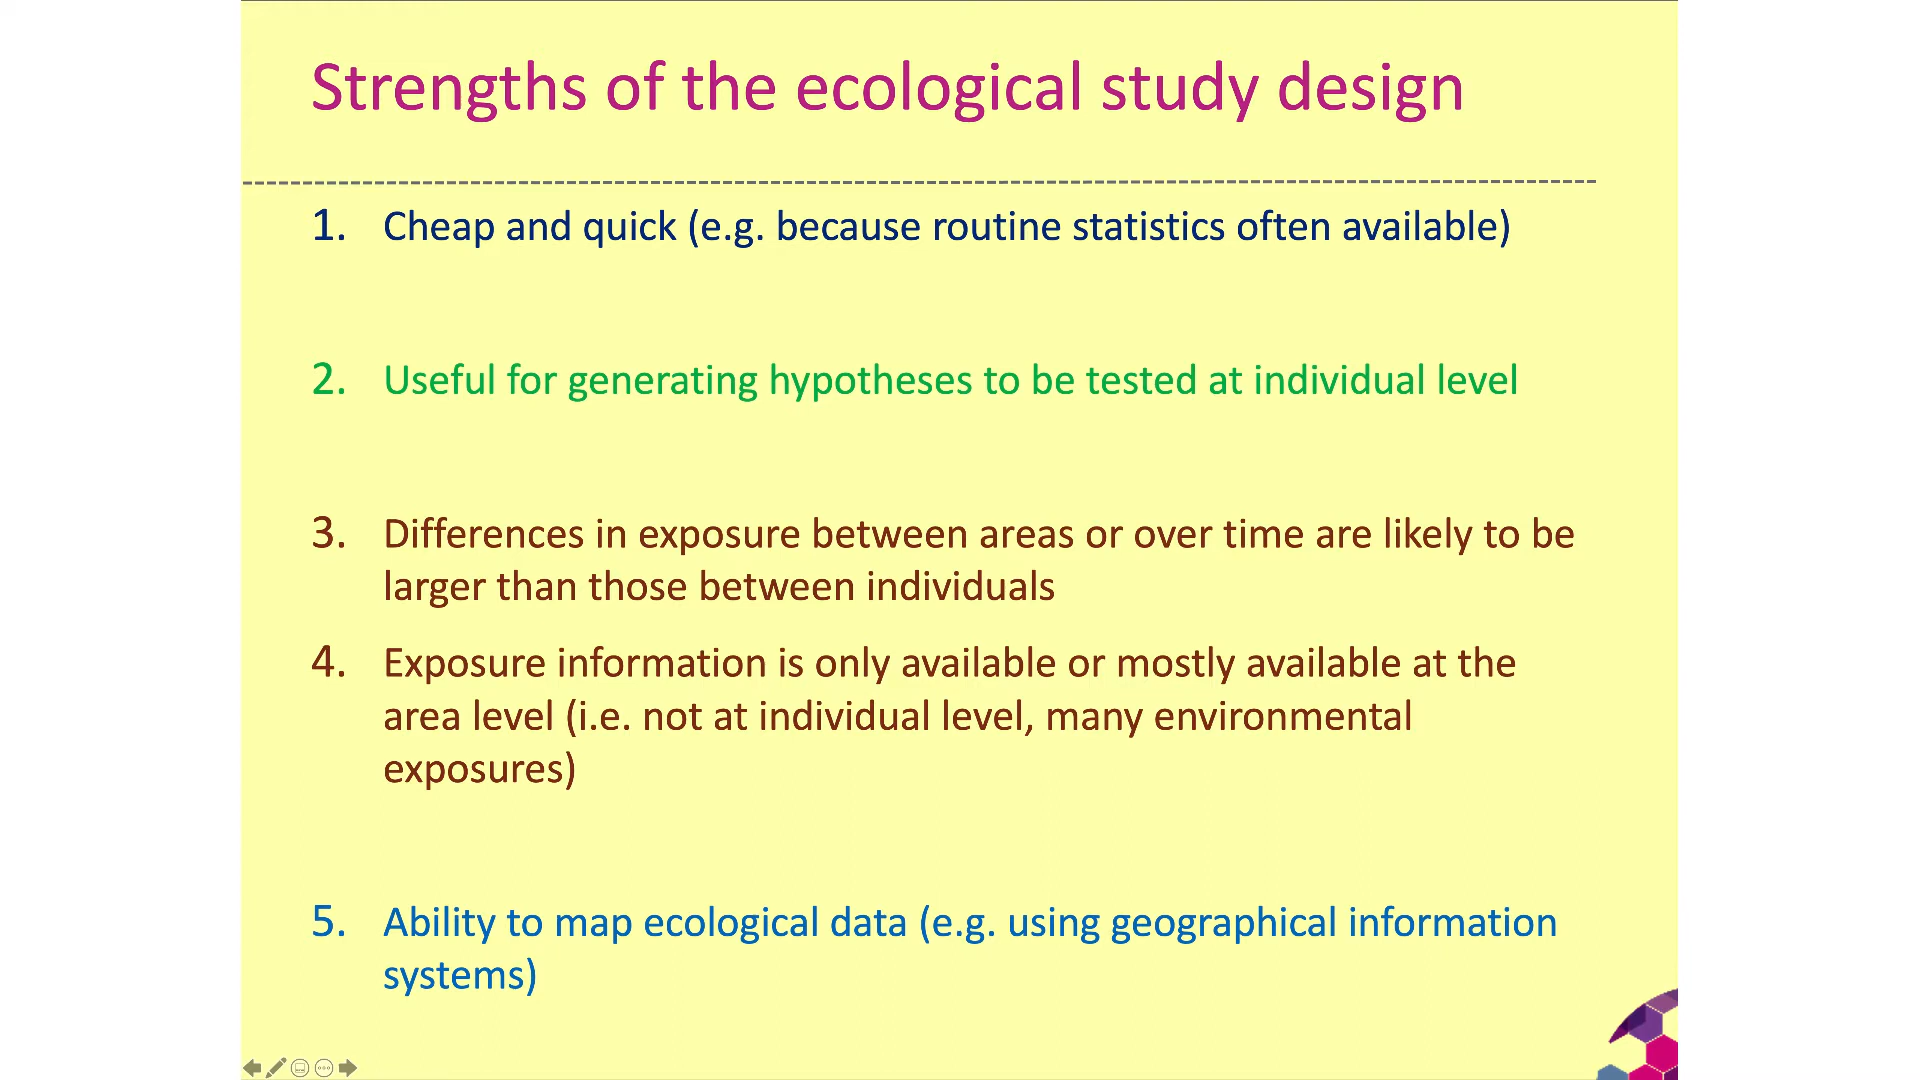 Strengths of the ecological study design
1. Cheap and quick (e.g. because routine statistics often available)
2. Useful for generating hypotheses to be tested at individual level
3. Differences in exposure between areas or over time are likely to be
larger than those between individuals
4. Exposure information is only available or mostly available at the
area level (i.e. not at individual level, many environmental
exposures)
5. Ability to map ecological data (e.g. using geographical information
systems)